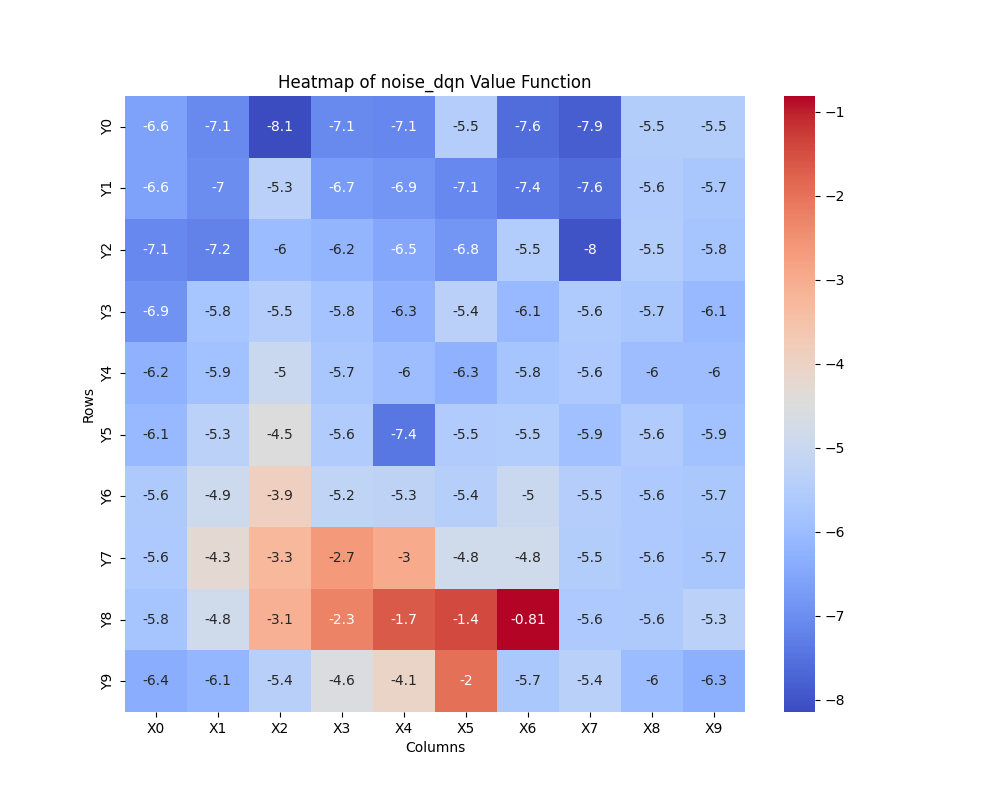 Heatmap of noise_dqn Value Function
Y0 -6.6 -7.1 -8.1 -7.1 -7.1 -5.5 -7.6 -7.9 -5.5 -5.5
Y1 -6.6 -7 -5.3 -6.7 -6.9 -7.1 -7.4 -7.6 -5.6 -5.7
Y2 -7.1 -7.2 -6 -6.2 -6.5 -6.8 -5.5 -8 -5.5 -5.8
Y3 -6.9 -5.8 -5.5 -5.8 -6.3 -5.4 -6.1 -5.6 -5.7 -6.1
Y4 -6.2 -5.9 -5 -5.7 -6 -6.3 -5.8 -5.6 -6 -6
Y5 -6.1 -5.3 -4.5 -5.6 -7.4 -5.5 -5.5 -5.9 -5.6 -5.9
Y6 -5.6 -4.9 -3.9 -5.2 -5.3 -5.4 -5 -5.5 -5.6 -5.7
Y7 -5.6 -4.3 -3.3 -2.7 -3 -4.8 -4.8 -5.5 -5.6 -5.7
Y8 -5.8 -4.8 -3.1 -2.3 -1.7 -1.4 -0.81 -5.6 -5.6 -5.3
Y9 -6.4 -6.1 -5.4 -4.6 -4.1 -2 -5.7 -5.4 -6 -6.3
X0 X1 X2 X3 X4 X5 X6 X7 X8 X9
Columns
Rows
−1
−2
−3
−4
−5
−6
−7
−8